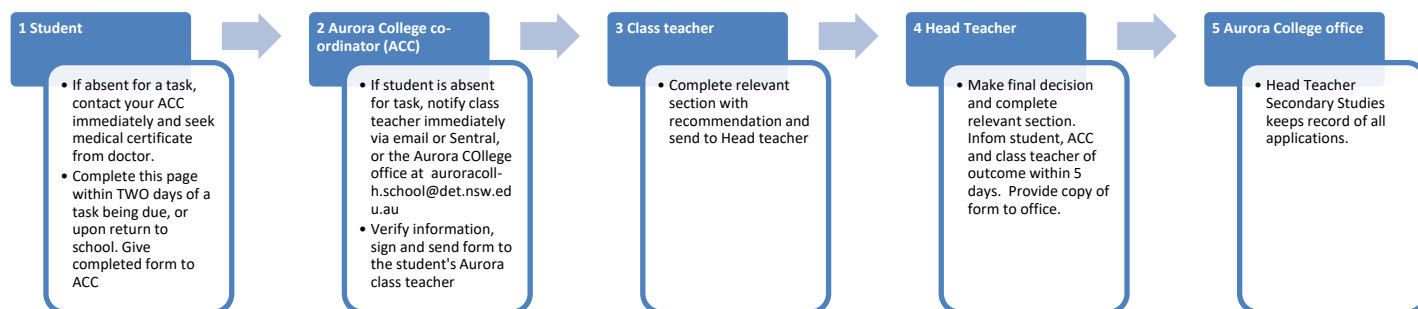 1 Student
• If absent for a task,
contact your ACC
immediately and seek
medical certificate
from doctor.
• Complete this page
within TWO days of a
task being due, or
upon return to
school. Give
completed form to
ACC
2 Aurora College co-
ordinator (ACC)
• If student is absent
for task, notify class
teacher immediately
via email or Sentral,
or the Aurora COllege
office at auroracoll-
h.school@det.nsw.ed
u.au
• Verify information,
sign and send form to
the student's Aurora
class teacher
3 Class teacher
• Complete relevant
section with
recommendation and
send to Head teacher
4 Head Teacher
• Make final decision
and complete
relevant section.
Infom student, ACC
and class teacher of
outcome within 5
days. Provide copy of
form to office.
5 Aurora College office
• Head Teacher
Secondary Studies
keeps record of all
applications.